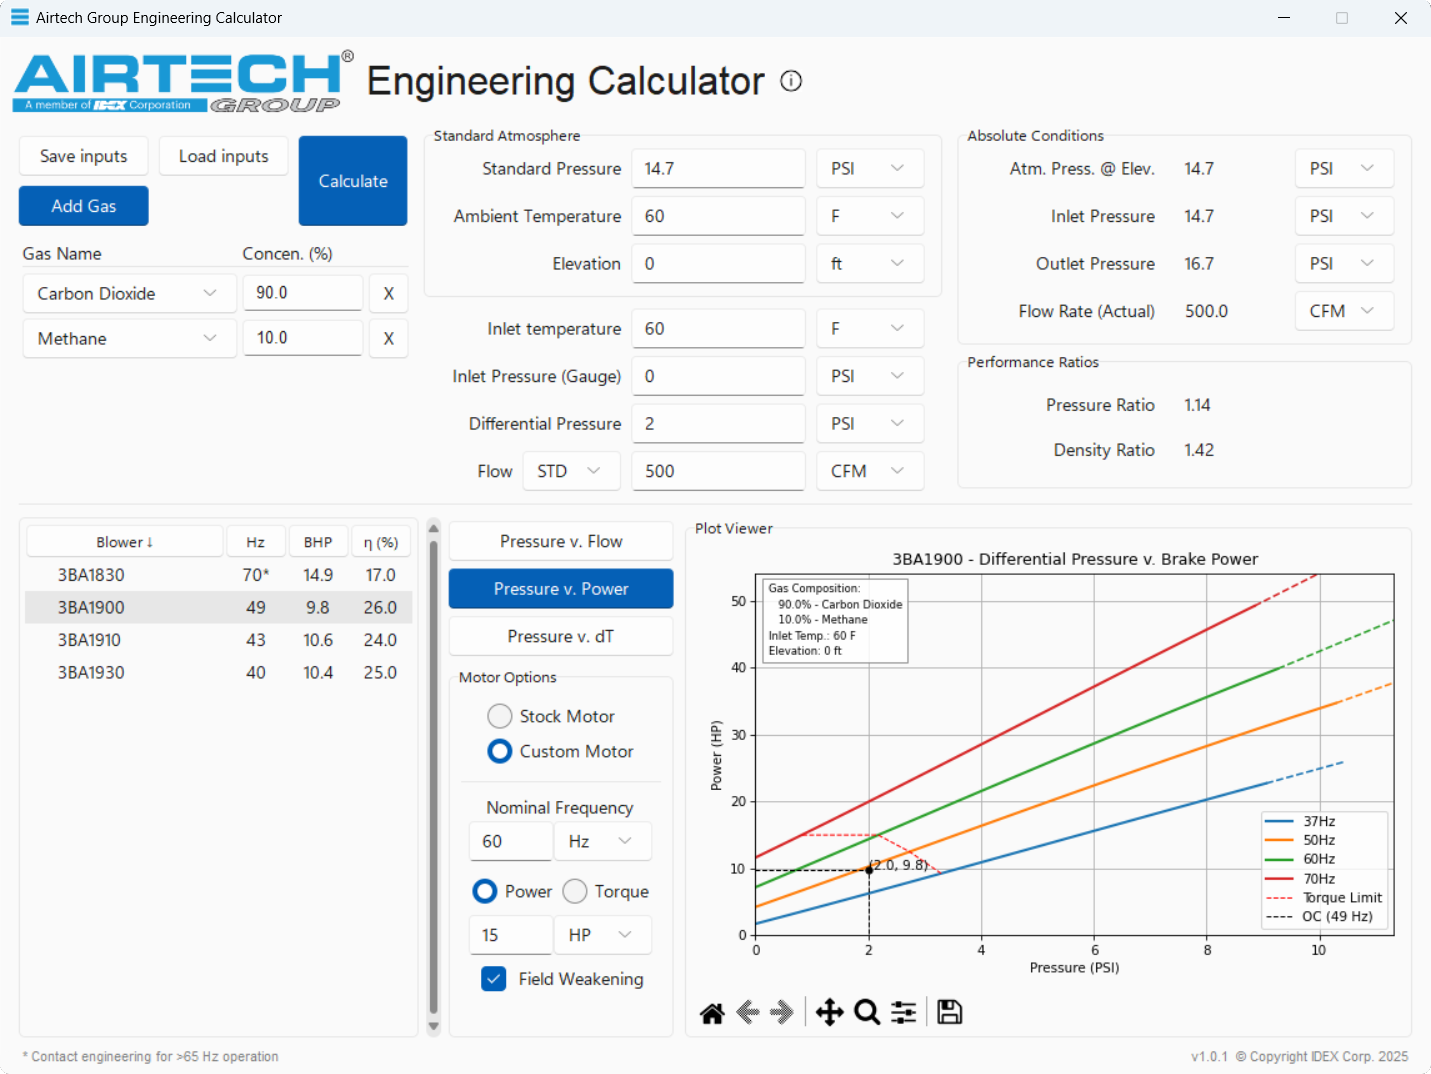 Airtech Group Engineering Calculator
AIRTECH®
A member of IDEX Corporation GROUP
Engineering Calculator
Save inputs
Load inputs
Calculate
Add Gas
Gas Name
Concen. (%)
Carbon Dioxide
90.0
X
Methane
10.0
X
Standard Atmosphere
Standard Pressure 14.7 PSI
Ambient Temperature 60 F
Elevation 0 ft
Inlet temperature 60 F
Inlet Pressure (Gauge) 0 PSI
Differential Pressure 2 PSI
Flow STD 500 CFM
Absolute Conditions
Atm. Press. @ Elev. 14.7 PSI
Inlet Pressure 14.7 PSI
Outlet Pressure 16.7 PSI
Flow Rate (Actual) 500.0 CFM
Performance Ratios
Pressure Ratio 1.14
Density Ratio 1.42
Blower↓ Hz BHP η (%)
3BA1830 70* 14.9 17.0
3BA1900 49 9.8 26.0
3BA1910 43 10.6 24.0
3BA1930 40 10.4 25.0
Pressure v. Flow
Pressure v. Power
Pressure v. dT
Motor Options
Stock Motor
Custom Motor
Nominal Frequency
60 Hz
Power Torque
15 HP
Field Weakening
Plot Viewer
3BA1900 - Differential Pressure v. Brake Power
Gas Composition:
90.0% - Carbon Dioxide
10.0% - Methane
Inlet Temp.: 60 F
Elevation: 0 ft
50
40
30
20
10
0
Power (HP)
(2.0, 9.8)
37Hz
50Hz
60Hz
70Hz
Torque Limit
OC (49 Hz)
0 2 4 6 8 10
Pressure (PSI)
* Contact engineering for >65 Hz operation
v1.0.1 © Copyright IDEX Corp. 2025